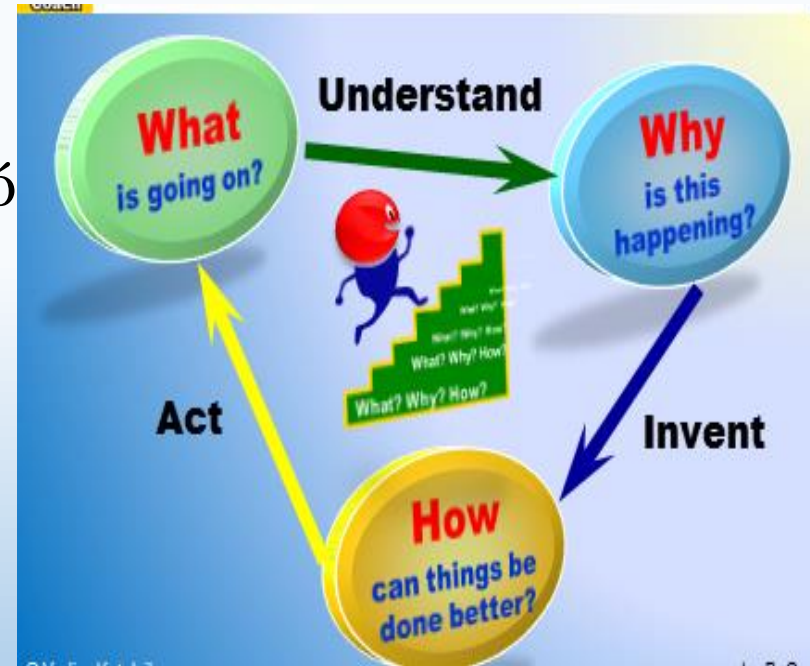 Coach
ó
What
is going on?
Understand
Why
is this
happening?
What? Why? How?
What? Why? How?
What? Why? How?
Act
Invent
How
can things be
done better?